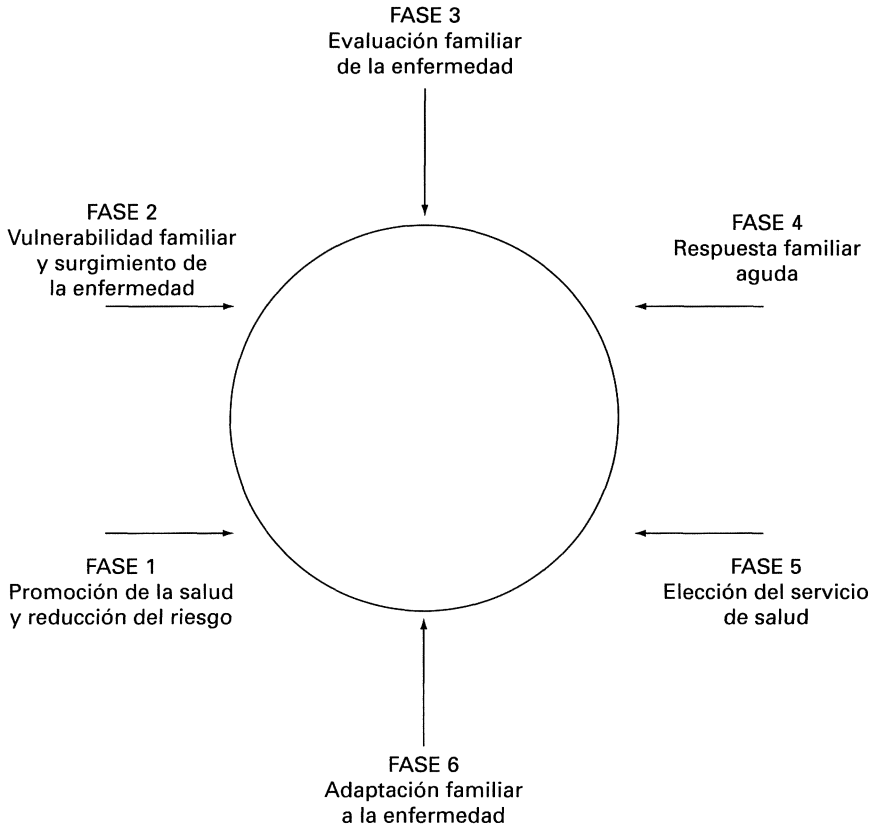 FASE 3
Evaluación familiar
de la enfermedad
FASE 2
Vulnerabilidad familiar
y surgimiento de
la enfermedad
FASE 4
Respuesta familiar
aguda
FASE 1
Promoción de la salud
y reducción del riesgo
FASE 5
Elección del servicio
de salud
FASE 6
Adaptación familiar
a la enfermedad